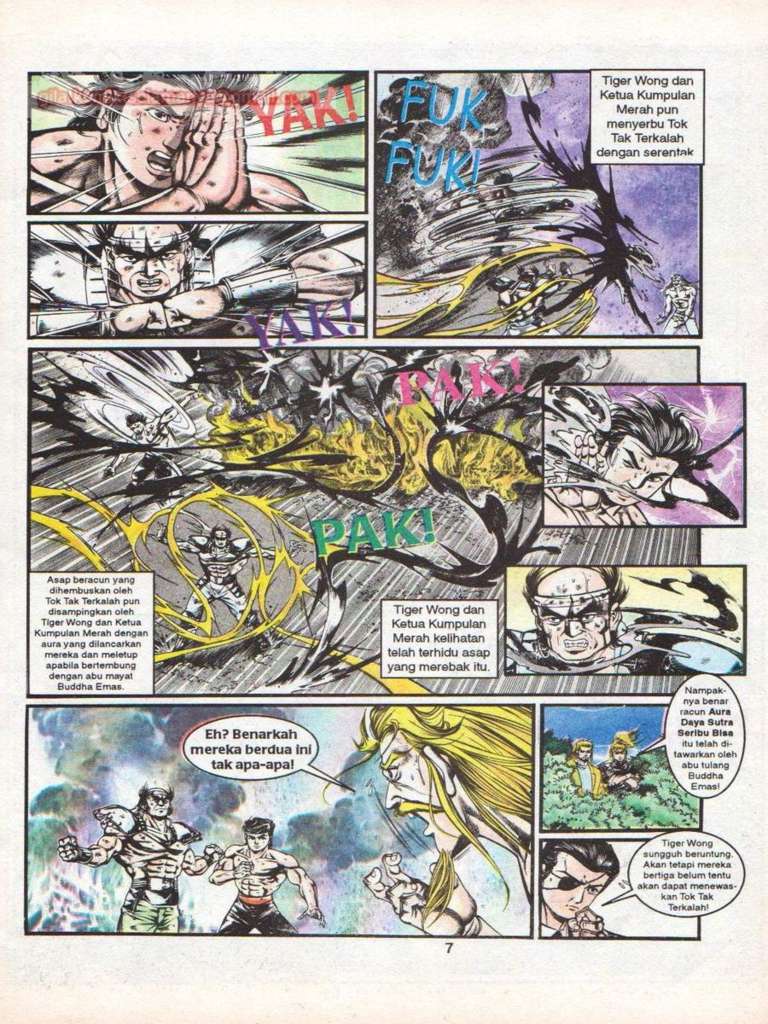 YAK!
FUK
FUK!
Tiger Wong dan
Ketua Kumpulan
Merah pun
menyerbu Tok
Tak Terkalah
dengan serentak
YAK!
PAK!
PAK!
Asap beracun yang
dihembuskan oleh
Tok Tak Terkalah pun
disampingkan oleh
Tiger Wong dan Ketua
Kumpulan Merah dengan
aura yang dilancarkan
mereka dan meletup
apabila bertembung
dengan abu mayat
Buddha Emas.
Tiger Wong dan
Ketua Kumpulan
Merah kelihatan
telah terhidu asap
yang merebak itu.
Eh? Benarkah
mereka berdua ini
tak apa-apa!
Nampak-
nya benar
racun Aura
Daya Sutra
Seribu Bisa
itu telah di-
tawarkan oleh
abu tulang
Buddha
Emas!
Tiger Wong
sungguh beruntung.
Akan tetapi mereka
bertiga belum tentu
akan dapat menewas-
kan Tok Tak
Terkalah!
7